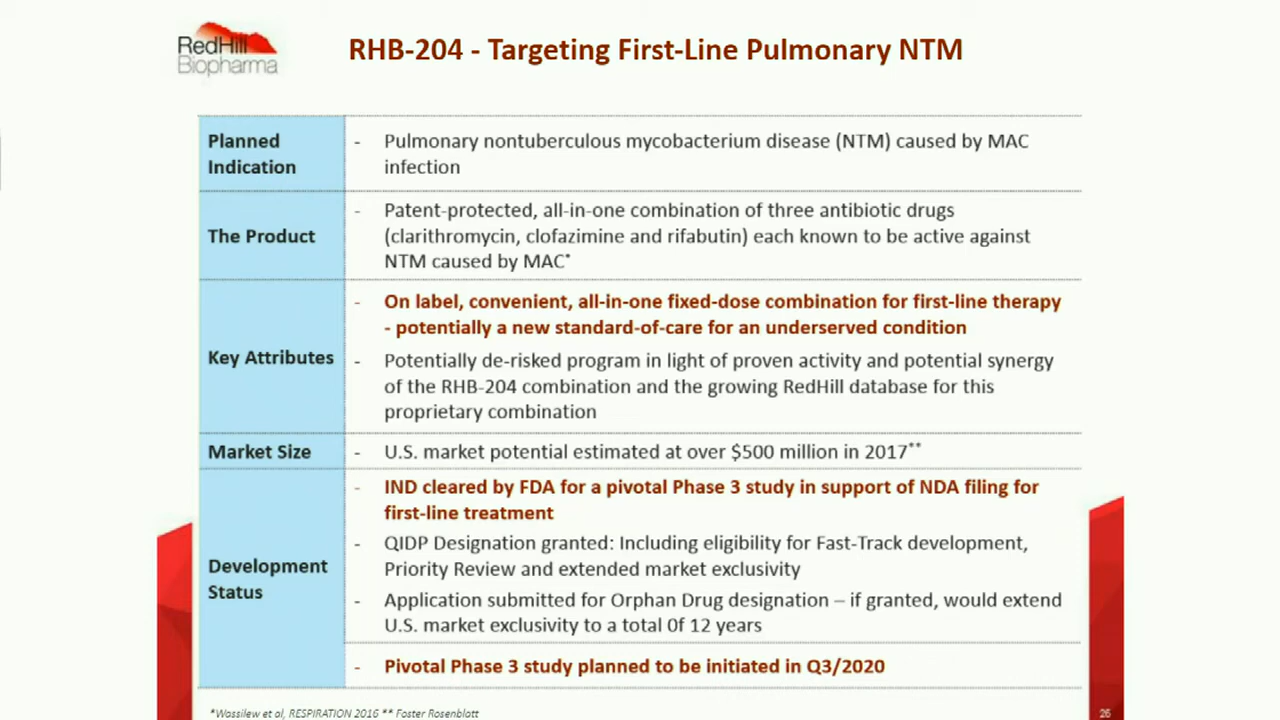 RedHill
Biopharma
RHB-204 - Targeting First-Line Pulmonary NTM
Planned
Indication
- Pulmonary nontuberculous mycobacterium disease (NTM) caused by MAC
infection
The Product
- Patent-protected, all-in-one combination of three antibiotic drugs
(clarithromycin, clofazimine and rifabutin) each known to be active against
NTM caused by MAC*
Key Attributes
- On label, convenient, all-in-one fixed-dose combination for first-line therapy
- potentially a new standard-of-care for an underserved condition
- Potentially de-risked program in light of proven activity and potential synergy
of the RHB-204 combination and the growing RedHill database for this
proprietary combination
Market Size
- U.S. market potential estimated at over $500 million in 2017**
Development
Status
- IND cleared by FDA for a pivotal Phase 3 study in support of NDA filing for
first-line treatment
- QIDP Designation granted: Including eligibility for Fast-Track development,
Priority Review and extended market exclusivity
- Application submitted for Orphan Drug designation – if granted, would extend
U.S. market exclusivity to a total 0f 12 years
- Pivotal Phase 3 study planned to be initiated in Q3/2020
*Wassilew et al, RESPIRATION 2016 ** Foster Rosenblatt
26